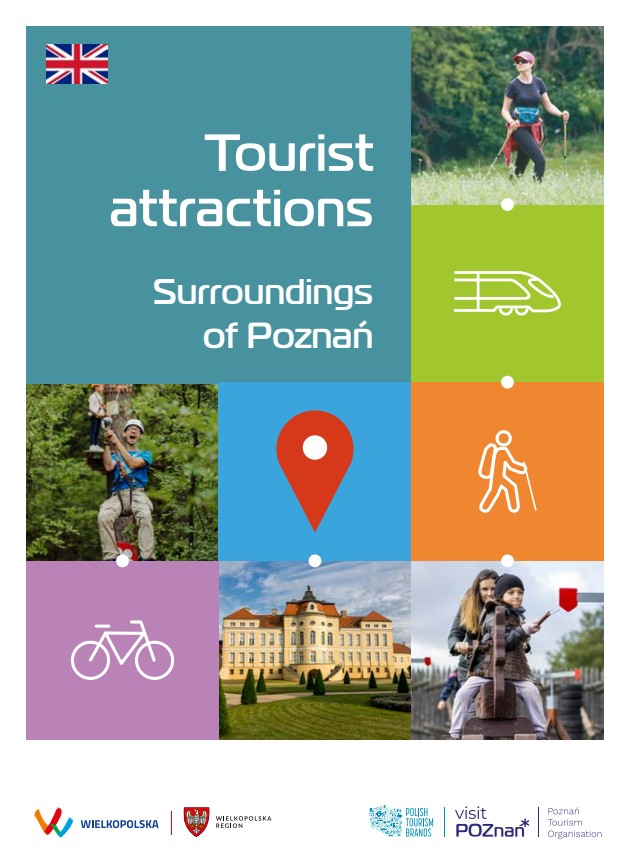 Tourist
attractions
Surroundings
of Poznań
WIELKOPOLSKA
WIELKOPOLSKA
REGION
POLISH
TOURISM
BRANDS
visit
POZnan*
Poznań
Tourism
Organisation